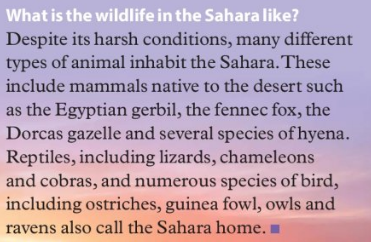 What is the wildlife in the Sahara like?
Despite its harsh conditions, many different
types of animal inhabit the Sahara. These
include mammals native to the desert such
as the Egyptian gerbil, the fennec fox, the
Dorcas gazelle and several species of hyena.
Reptiles, including lizards, chameleons
and cobras, and numerous species of bird,
including ostriches, guinea fowl, owls and
ravens also call the Sahara home. ■